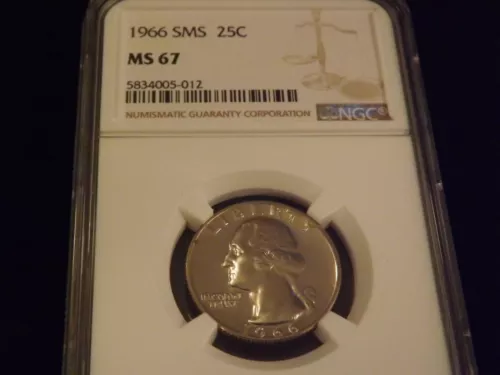 1966 SMS 25C
MS 67
5834005-012
NUMISMATIC GUARANTY CORPORATION
NGC®
LIBERTY
IN GOD WE
TRUST
1966